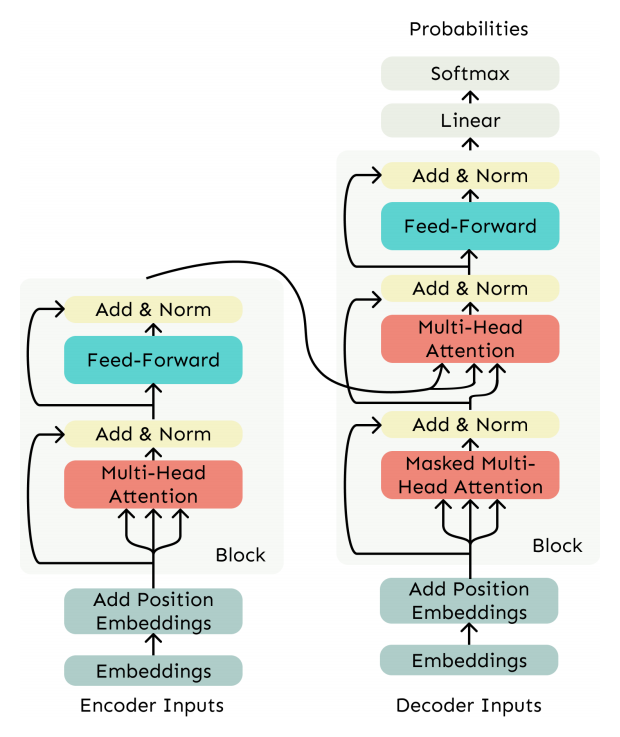 Probabilities
Softmax
Linear
Add & Norm
Feed-Forward
Add & Norm
Multi-Head
Attention
Add & Norm
Masked Multi-
Head Attention
Block
Add Position
Embeddings
Embeddings
Decoder Inputs
Add & Norm
Feed-Forward
Add & Norm
Multi-Head
Attention
Block
Add Position
Embeddings
Embeddings
Encoder Inputs